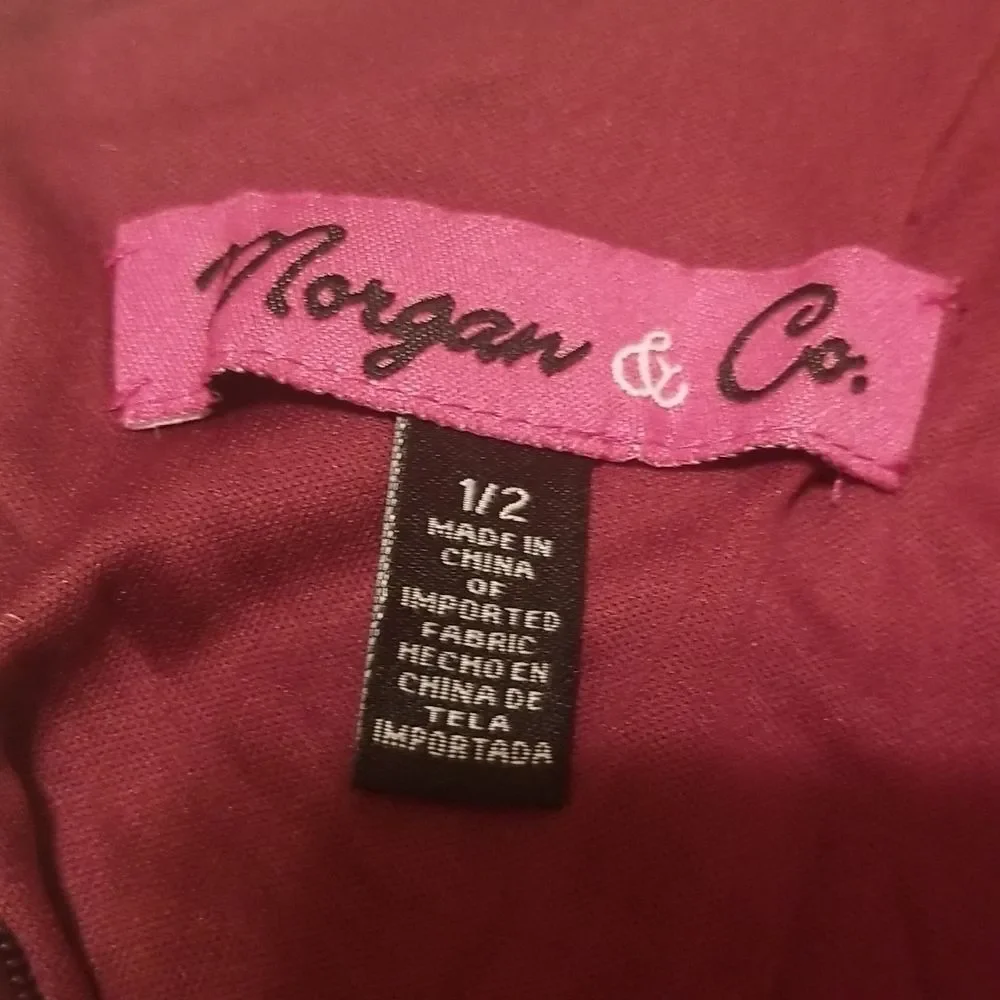 Morgan & Co.
1/2
MADE IN
CHINA
OF
IMPORTED
FABRIC
HECHO EN
CHINA DE
TELA
IMPORTADA